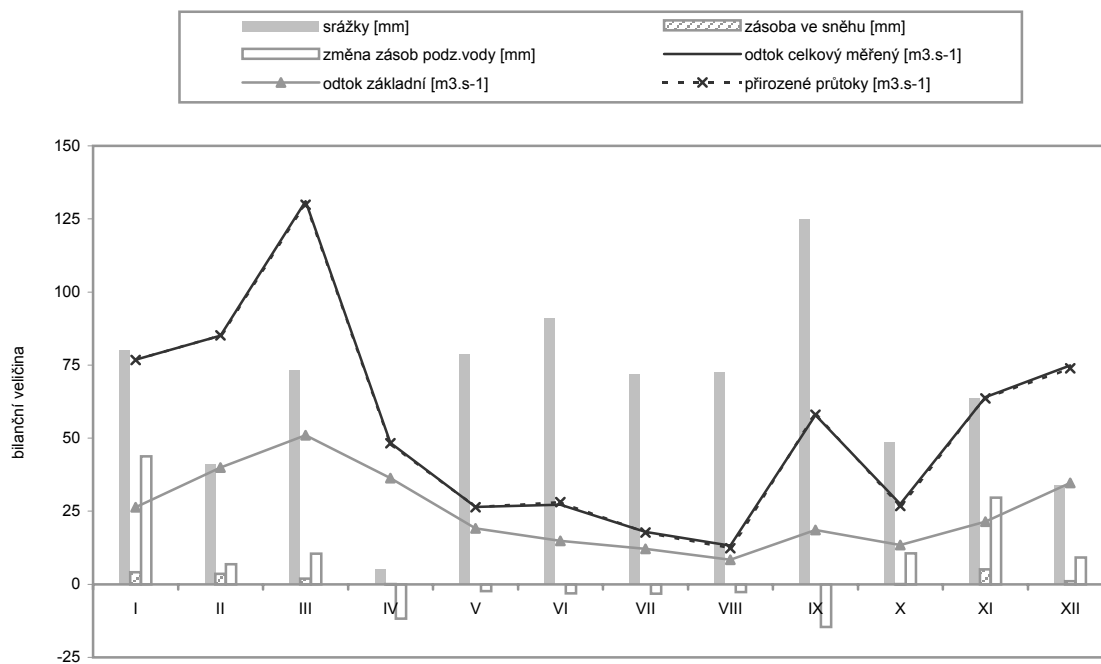 srážky [mm]
zásoba ve sněhu [mm]
změna zásob podz.vody [mm]
odtok celkový měřený [m3.s-1]
odtok základní [m3.s-1]
přirozené průtoky [m3.s-1]
150
125
100
75
50
25
0
-25
bilanční veličina
I II III IV V VI VII VIII IX X XI XII